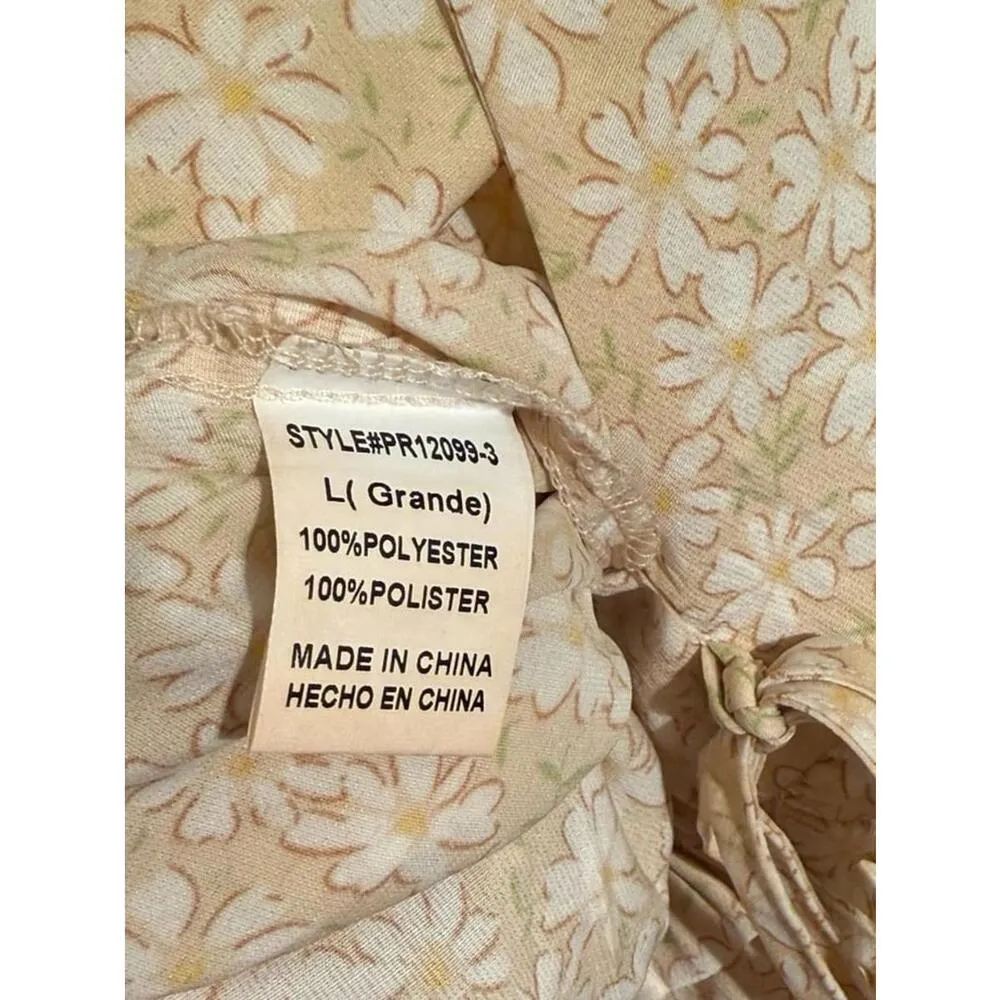 STYLE#PR12099-3
L( Grande)
100%POLYESTER
100%POLISTER
MADE IN CHINA
HECHO EN CHINA